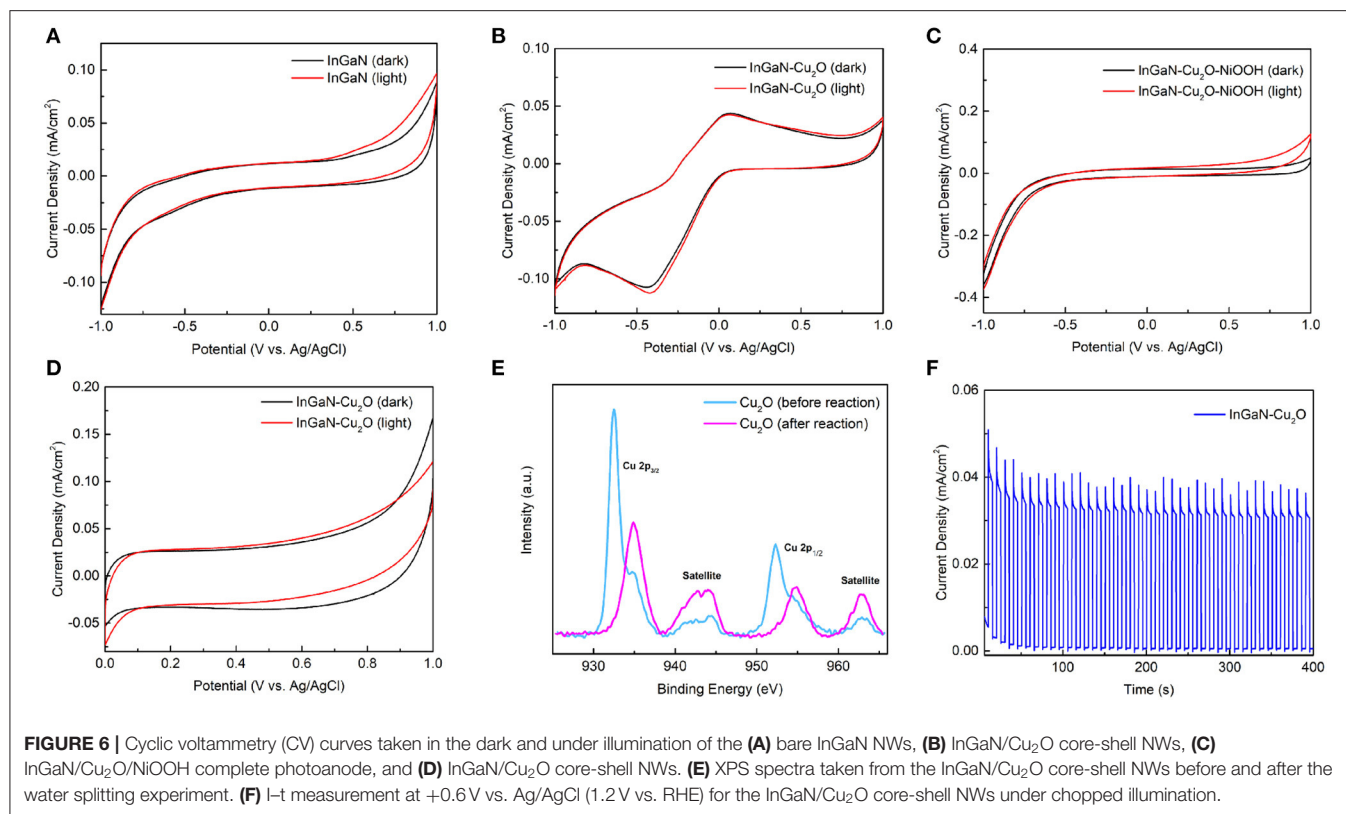 A
InGaN (dark)
InGaN (light)
0.10
0.05
0.00
-0.05
-0.10
Current Density (mA/cm²)
-1.0 -0.5 0.0 0.5 1.0
Potential (V vs. Ag/AgCl)
B
InGaN-Cu₂O (dark)
InGaN-Cu₂O (light)
0.10
0.05
0.00
-0.05
-0.10
Current Density (mA/cm²)
-1.0 -0.5 0.0 0.5 1.0
Potential (V vs. Ag/AgCl)
C
InGaN-Cu₂O-NiOOH (dark)
InGaN-Cu₂O-NiOOH (light)
0.4
0.2
0.0
-0.2
-0.4
Current Density (mA/cm²)
-1.0 -0.5 0.0 0.5 1.0
Potential (V vs. Ag/AgCl)
D
InGaN-Cu₂O (dark)
InGaN-Cu₂O (light)
0.20
0.15
0.10
0.05
0.00
-0.05
Current Density (mA/cm²)
0.0 0.2 0.4 0.6 0.8 1.0
Potential (V vs. Ag/AgCl)
E
Cu₂O (before reaction)
Cu₂O (after reaction)
Cu 2p₃/₂
Satellite
Cu 2p₁/₂
Satellite
Intensity (a.u.)
930 940 950 960
Binding Energy (eV)
F
InGaN-Cu₂O
0.06
0.04
0.02
0.00
Current Density (mA/cm²)
100 200 300 400
Time (s)
FIGURE 6 | Cyclic voltammetry (CV) curves taken in the dark and under illumination of the (A) bare InGaN NWs, (B) InGaN/Cu₂O core-shell NWs, (C)
InGaN/Cu₂O/NiOOH complete photoanode, and (D) InGaN/Cu₂O core-shell NWs. (E) XPS spectra taken from the InGaN/Cu₂O core-shell NWs before and after the
water splitting experiment. (F) I–t measurement at +0.6 V vs. Ag/AgCl (1.2 V vs. RHE) for the InGaN/Cu₂O core-shell NWs under chopped illumination.